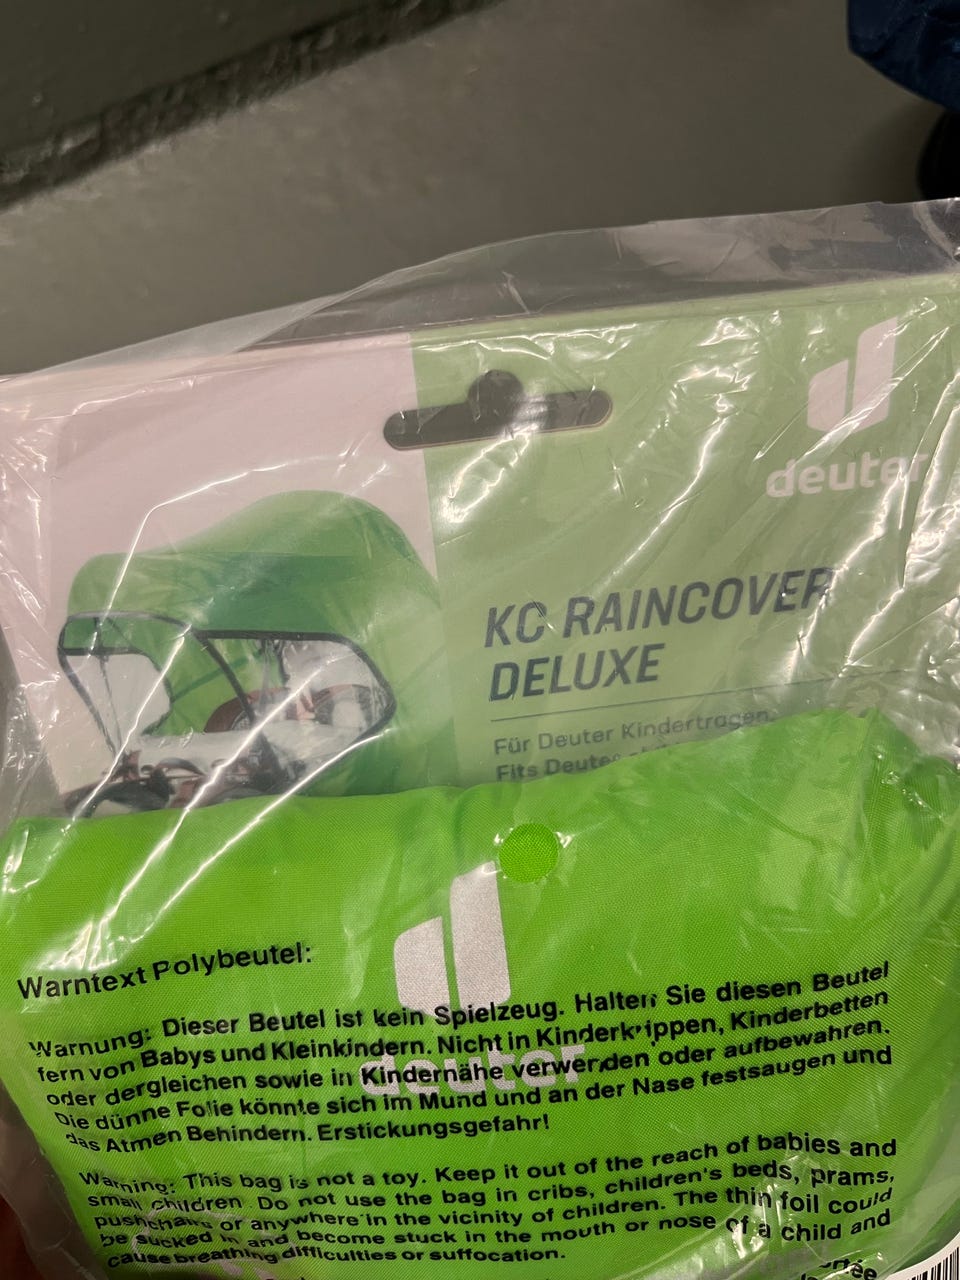 deuter
KC RAINCOVER
DELUXE
Für Deuter Kindertragen
Fits Deuter
deuter
Warntext Polybeutel:
Warnung: Dieser Beutel ist kein Spielzeug. Halten Sie diesen Beutel
fern von Babys und Kleinkindern. Nicht in Kinderkrippen, Kinderbetten
oder dergleichen sowie in Kindernähe verwenden oder aufbewahren.
Die dünne Folie könnte sich im Mund und an der Nase festsaugen und
das Atmen Behindern. Erstickungsgefahr!
Warning: This bag is not a toy. Keep it out of the reach of babies and
small children. Do not use the bag in cribs, children's beds, prams,
pushchairs or anywhere in the vicinity of children. The thin foil could
be sucked in and become stuck in the mouth or nose of a child and
cause breathing difficulties or suffocation.